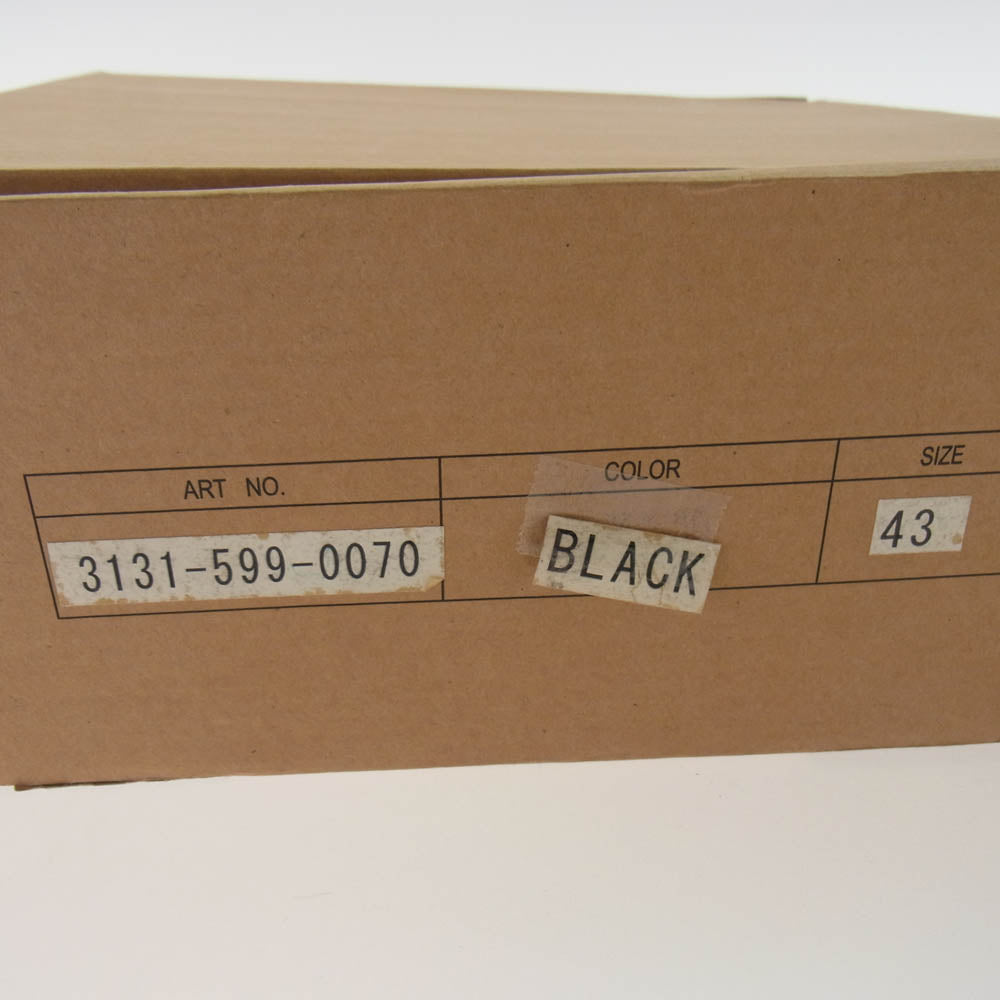 ART NO. COLOR SIZE
3131-599-0070 BLACK 43